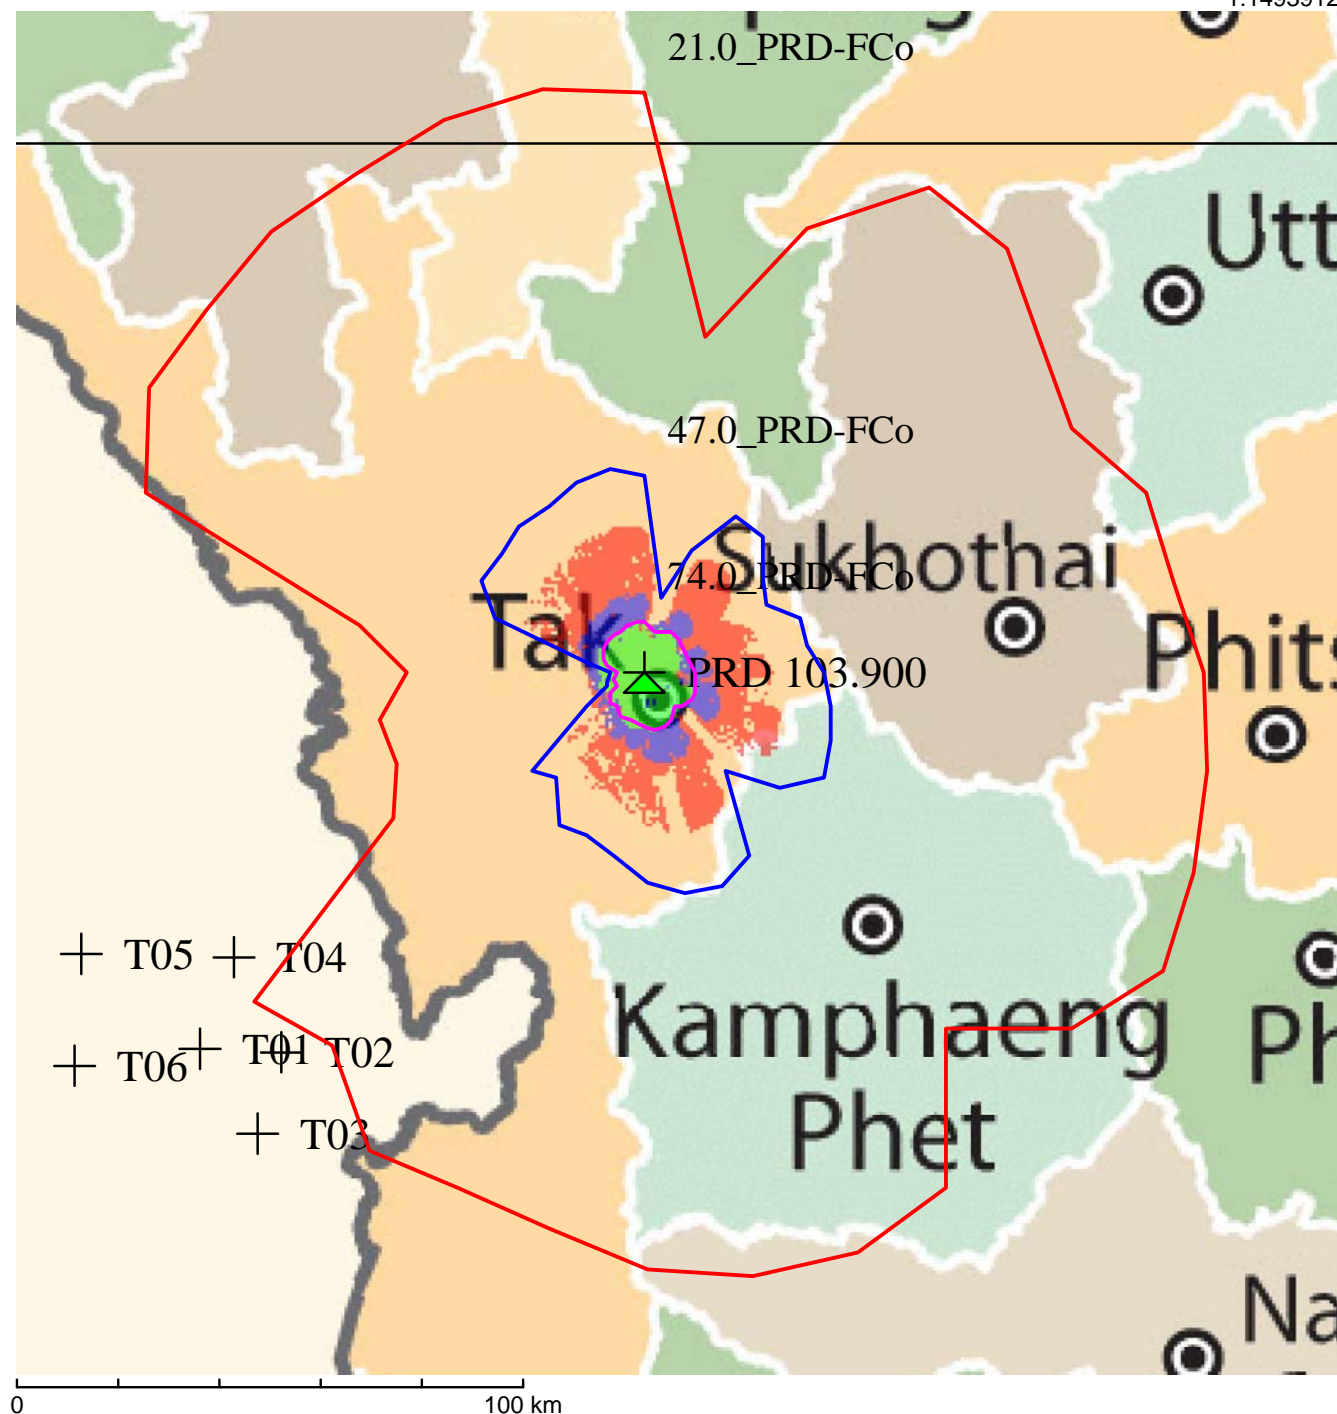 21.0_PRD-FCo
Utt
47.0_PRD-FCo
Sukhothai
74.0_PRD-FCo
Tak
Phits
PRD 103.900
T05
T04
Kamphaeng
Phet
Ph
T01
T02
T06
T03
Na
0
100 km